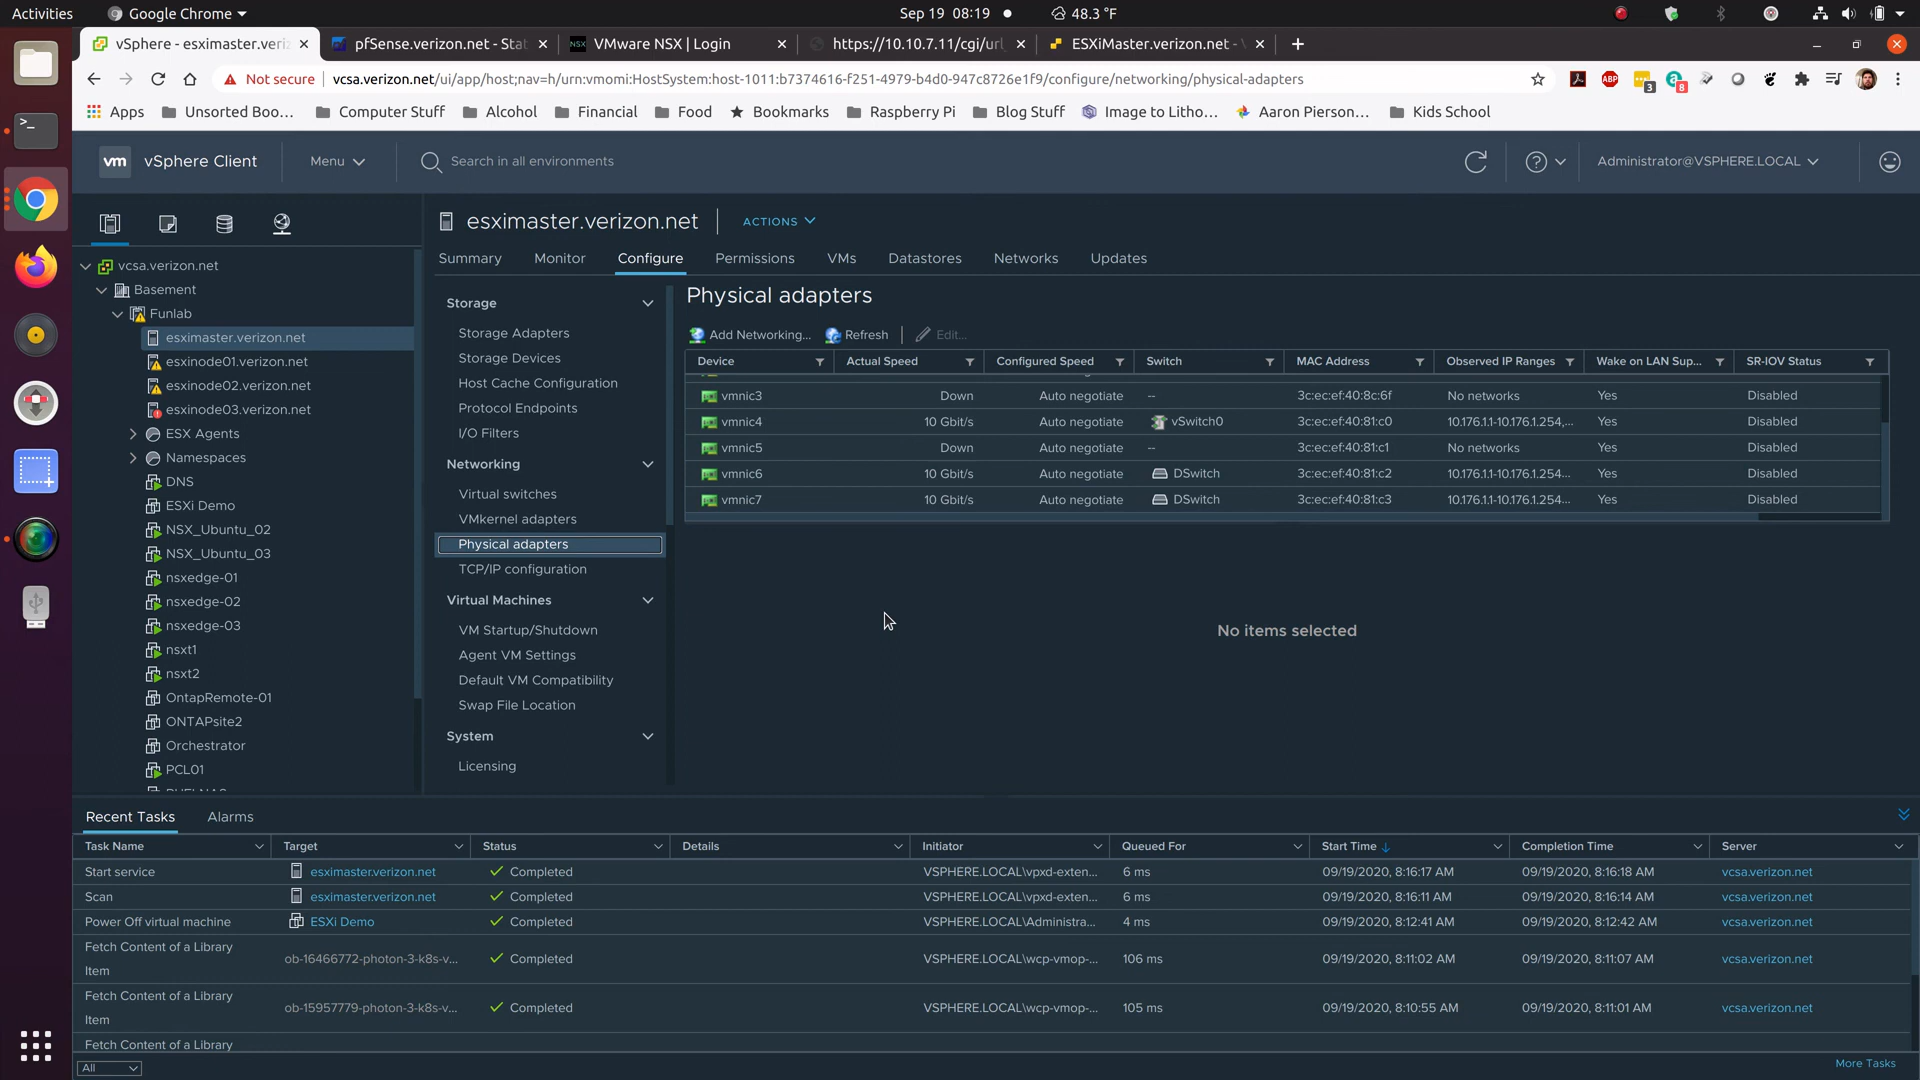 Activities Google Chrome Sep 19 08:19 48.3 °F
vSphere - esximaster.veri: pfSense.verizon.net - Sta VMware NSX | Login https://10.10.7.11/cgi/url ESXiMaster.verizon.net -
Not secure vcsa.verizon.net/ui/app/host;nav=h/urn:vmomi:HostSystem:host-1011:b7374616-f251-4979-b4d0-947c8726e1f9/configure/networking/physical-adapters ABP 3 8
Apps Unsorted Boo... Computer Stuff Alcohol Financial Food Bookmarks Raspberry Pi Blog Stuff Image to Litho... Aaron Pierson... Kids School
vm vSphere Client Menu Search in all environments Administrator@VSPHERE.LOCAL
esximaster.verizon.net ACTIONS
Summary Monitor Configure Permissions VMs Datastores Networks Updates
vcsa.verizon.net
Basement
Funlab
esximaster.verizon.net
esxinode01.verizon.net
esxinode02.verizon.net
esxinode03.verizon.net
ESX Agents
Namespaces
DNS
ESXi Demo
NSX_Ubuntu_02
NSX_Ubuntu_03
nsxedge-01
nsxedge-02
nsxedge-03
nsxt1
nsxt2
OntapRemote-01
ONTAPsite2
Orchestrator
PCL01
Storage
Storage Adapters
Storage Devices
Host Cache Configuration
Protocol Endpoints
I/O Filters
Networking
Virtual switches
VMkernel adapters
Physical adapters
TCP/IP configuration
Virtual Machines
VM Startup/Shutdown
Agent VM Settings
Default VM Compatibility
Swap File Location
System
Licensing
Physical adapters
Add Networking... Refresh Edit...
Device Actual Speed Configured Speed Switch MAC Address Observed IP Ranges Wake on LAN Sup... SR-IOV Status
vmnic3 Down Auto negotiate -- 3c:ec:ef:40:8c:6f No networks Yes Disabled
vmnic4 10 Gbit/s Auto negotiate vSwitch0 3c:ec:ef:40:81:c0 10.176.1.1-10.176.1.254,... Yes Disabled
vmnic5 Down Auto negotiate -- 3c:ec:ef:40:81:c1 No networks Yes Disabled
vmnic6 10 Gbit/s Auto negotiate DSwitch 3c:ec:ef:40:81:c2 10.176.1.1-10.176.1.254... Yes Disabled
vmnic7 10 Gbit/s Auto negotiate DSwitch 3c:ec:ef:40:81:c3 10.176.1.1-10.176.1.254... Yes Disabled
No items selected
Recent Tasks Alarms
Task Name Target Status Details Initiator Queued For Start Time Completion Time Server
Start service esximaster.verizon.net Completed VSPHERE.LOCAL\vpxd-exten... 6 ms 09/19/2020, 8:16:17 AM 09/19/2020, 8:16:18 AM vcsa.verizon.net
Scan esximaster.verizon.net Completed VSPHERE.LOCAL\vpxd-exten... 6 ms 09/19/2020, 8:16:11 AM 09/19/2020, 8:16:14 AM vcsa.verizon.net
Power Off virtual machine ESXi Demo Completed VSPHERE.LOCAL\Administra... 4 ms 09/19/2020, 8:12:41 AM 09/19/2020, 8:12:42 AM vcsa.verizon.net
Fetch Content of a Library
Item ob-16466772-photon-3-k8s-v... Completed VSPHERE.LOCAL\wcp-vmop-... 106 ms 09/19/2020, 8:11:02 AM 09/19/2020, 8:11:07 AM vcsa.verizon.net
Fetch Content of a Library
Item ob-15957779-photon-3-k8s-v... Completed VSPHERE.LOCAL\wcp-vmop-... 105 ms 09/19/2020, 8:10:55 AM 09/19/2020, 8:11:01 AM vcsa.verizon.net
Fetch Content of a Library
All More Tasks